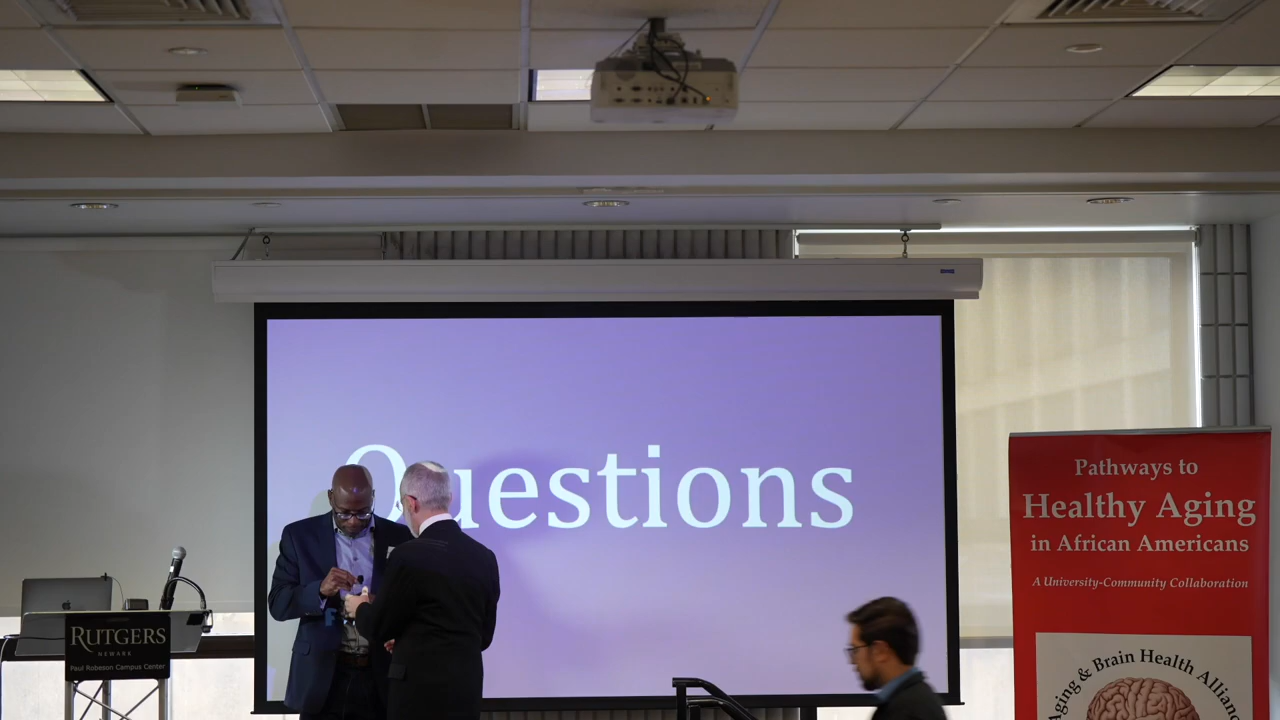 Questions
RUTGERS
NEWARK
Paul Robeson Campus Center
Pathways to
Healthy Aging
in African Americans
A University-Community Collaboration
Aging & Brain Health Alliance